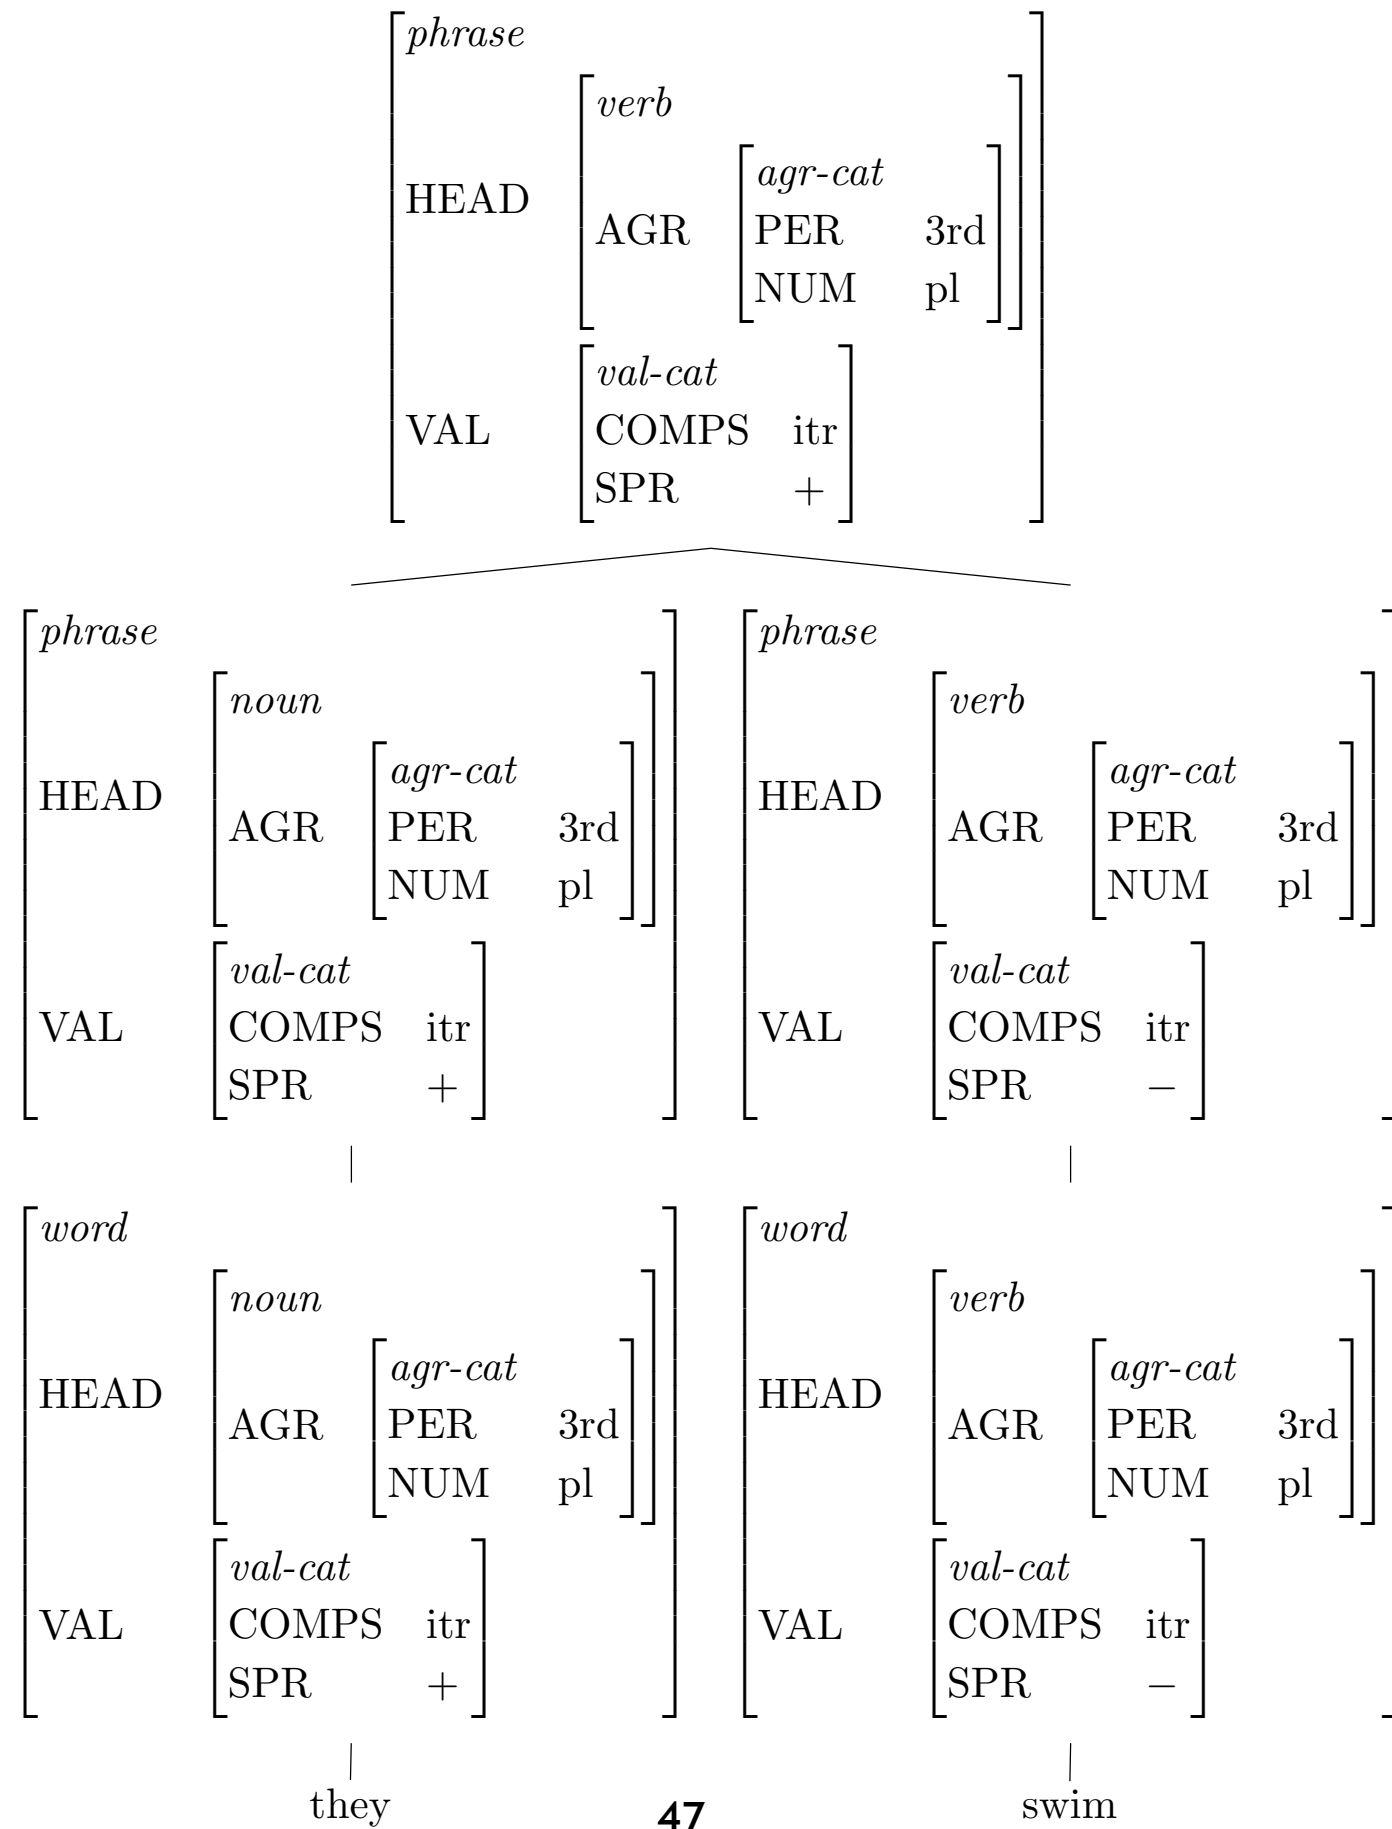 phrase
verb
agr-cat
HEAD
AGR PER 3rd
NUM pl
val-cat
VAL COMPS itr
SPR +
phrase
noun
agr-cat
HEAD
AGR PER 3rd
NUM pl
val-cat
VAL COMPS itr
SPR +
phrase
verb
agr-cat
HEAD
AGR PER 3rd
NUM pl
val-cat
VAL COMPS itr
SPR −
word
noun
agr-cat
HEAD
AGR PER 3rd
NUM pl
val-cat
VAL COMPS itr
SPR +
they
word
verb
agr-cat
HEAD
AGR PER 3rd
NUM pl
val-cat
VAL COMPS itr
SPR −
swim
47